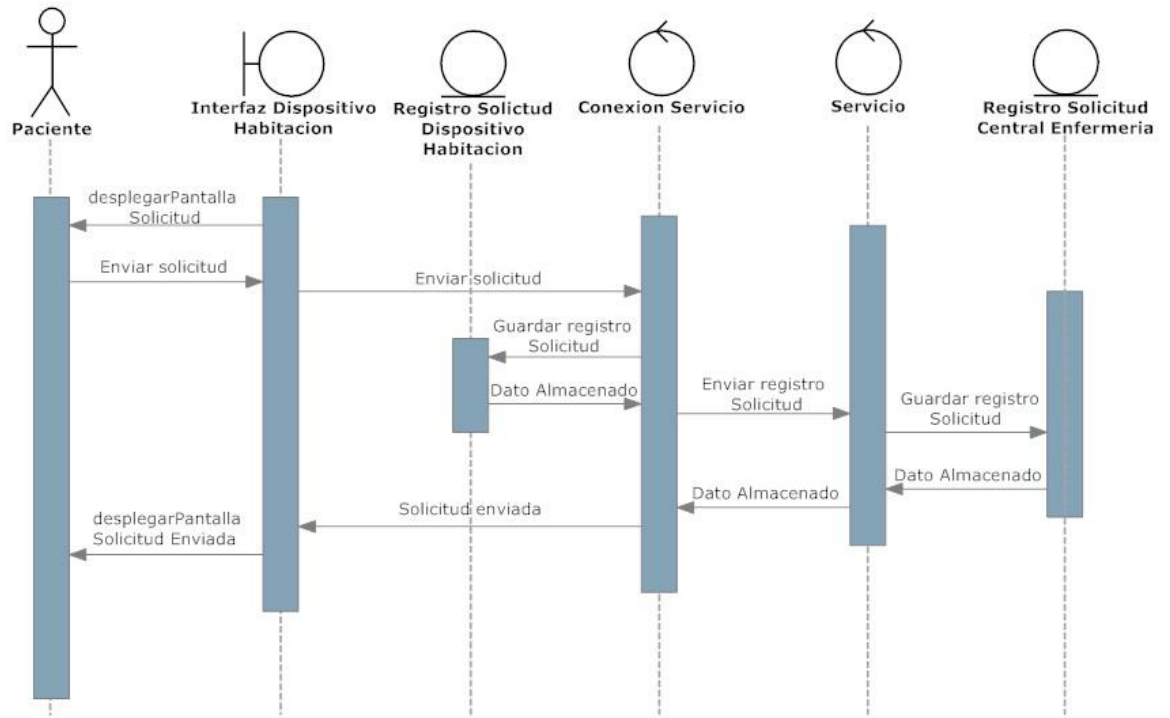 Paciente
Interfaz Dispositivo
Habitacion
Registro Solictud
Dispositivo
Habitacion
Conexion Servicio
Servicio
Registro Solicitud
Central Enfermeria
desplegarPantalla
Solicitud
Enviar solicitud
Enviar solicitud
Guardar registro
Solicitud
Dato Almacenado
Enviar registro
Solicitud
Guardar registro
Solicitud
Dato Almacenado
Dato Almacenado
Solicitud enviada
desplegarPantalla
Solicitud Enviada